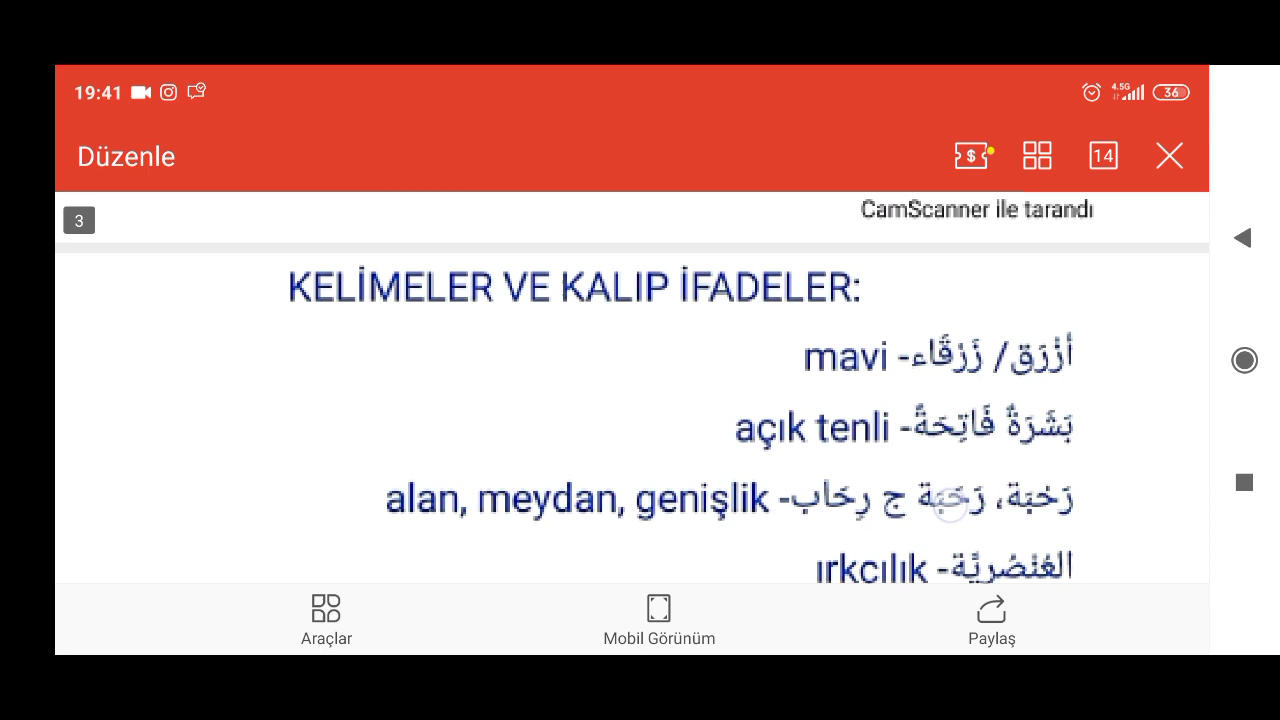 19:41 4.5G 36
Düzenle $ 14
3 CamScanner ile tarandı
KELİMELER VE KALIP İFADELER:
أَزْرَق/ زَرْقَاء- mavi
بَشَرَةٌ فَاتِحَةٌ- açık tenli
رَحْبَة، رَحَبَة ج رِحَاب- alan, meydan, genişlik
العُنْصُرِيَّة- ırkçılık
Araçlar Mobil Görünüm Paylaş